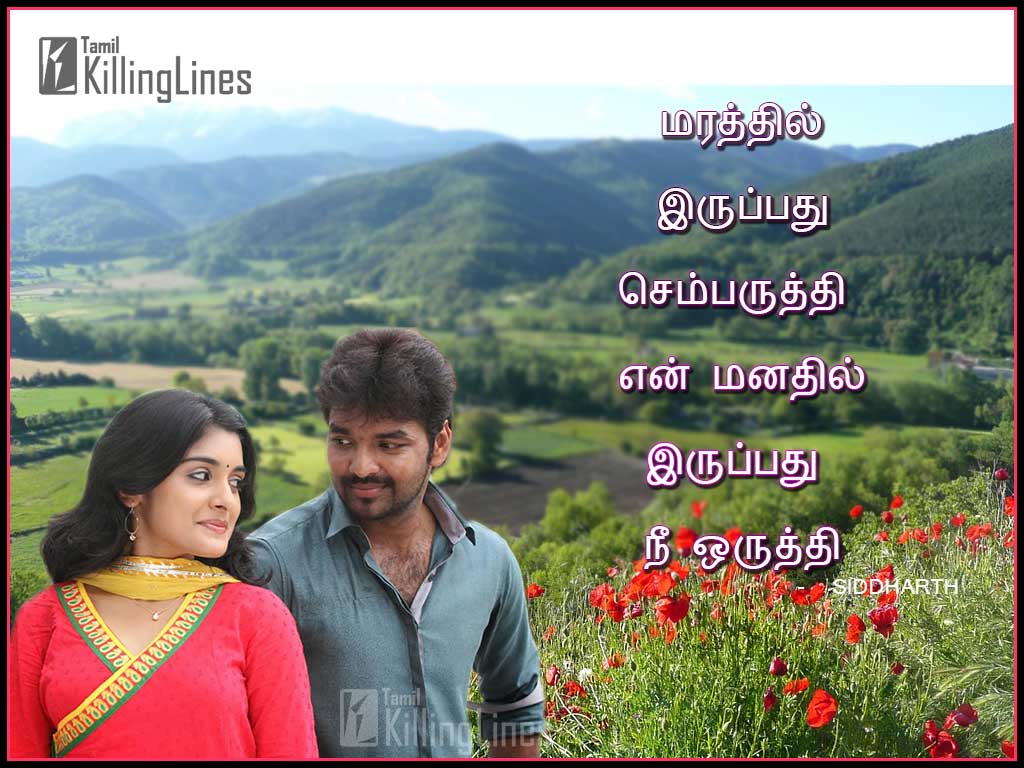 Tamil
KillingLines
மரத்தில்
இருப்பது
செம்பருத்தி
என் மனதில்
இருப்பது
நீ ஒருத்தி
-SIDDHARTH
Tamil
KillingLines